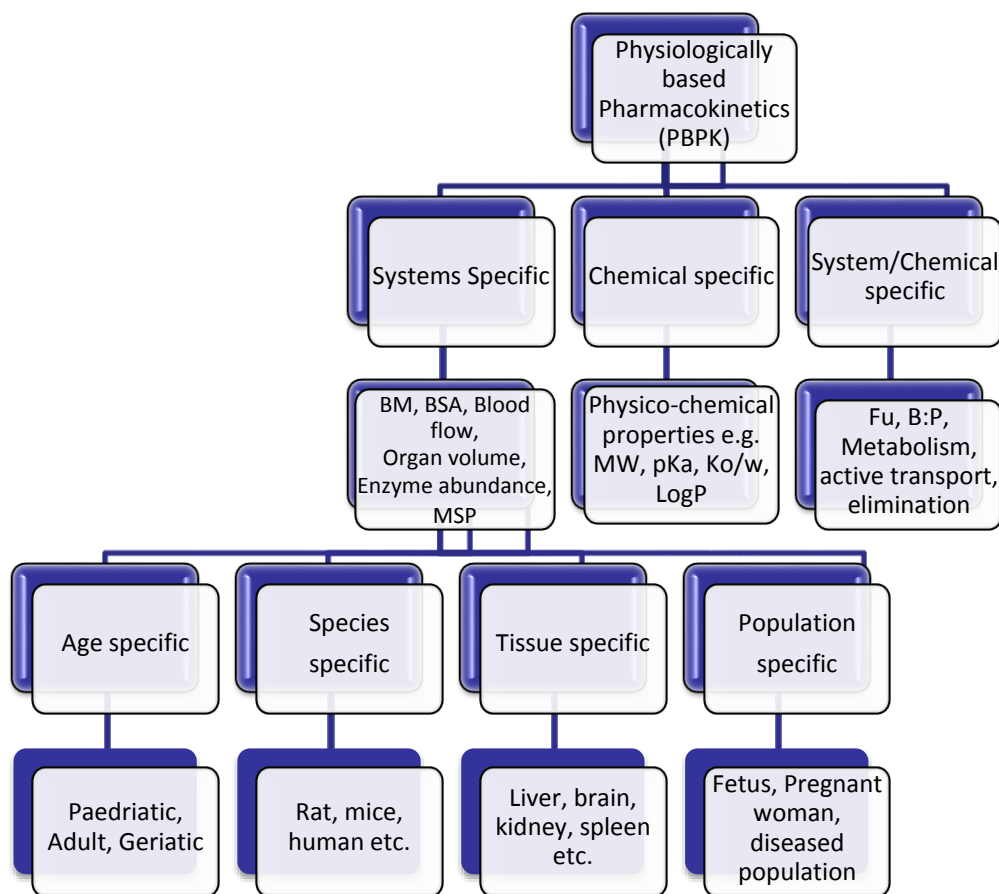 Physiologically
based
Pharmacokinetics
(PBPK)
Systems Specific
Chemical specific
System/Chemical
specific
BM, BSA, Blood
flow,
Organ volume,
Enzyme abundance,
MSP
Physico-chemical
properties e.g.
MW, pKa, Ko/w,
LogP
Fu, B:P,
Metabolism,
active transport,
elimination
Age specific
Species
specific
Tissue specific
Population
specific
Paedriatic,
Adult, Geriatic
Rat, mice,
human etc.
Liver, brain,
kidney, spleen
etc.
Fetus, Pregnant
woman,
diseased
population